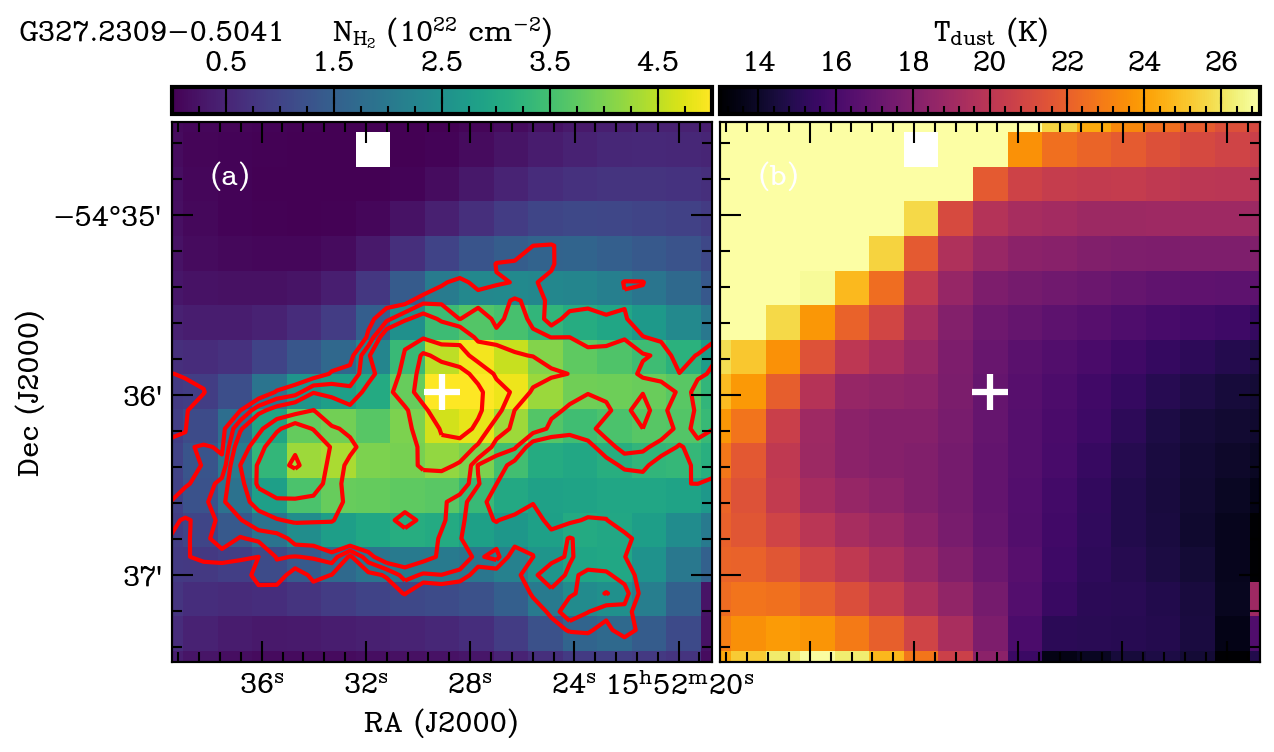 G327.2309−0.5041 N_H₂ (10²² cm⁻²) T_dust (K)
0.5 1.5 2.5 3.5 4.5 14 16 18 20 22 24 26
(a) (b)
−54°35'
36'
37'
Dec (J2000)
36ˢ 32ˢ 28ˢ 24ˢ 15ʰ52ᵐ20ˢ
RA (J2000)